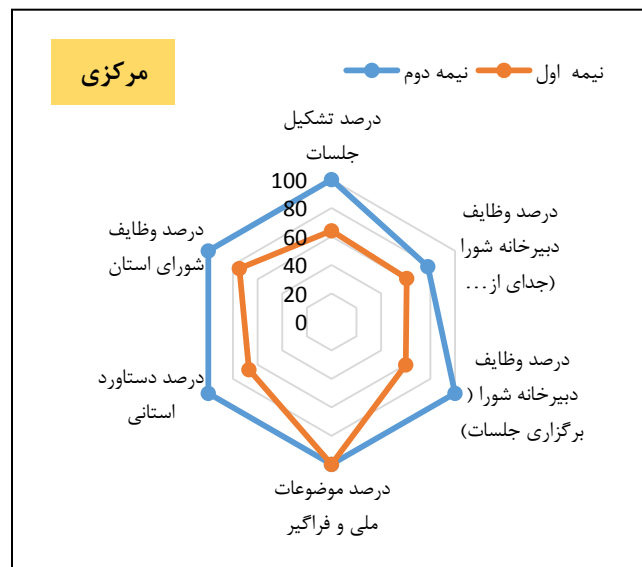 مرکزی
نیمه اول
نیمه دوم
درصد تشکیل
جلسات
درصد وظایف
دبیرخانه شورا
(جدای از...
درصد وظایف
دبیرخانه شورا (
برگزاری جلسات)
درصد موضوعات
ملی و فراگیر
درصد دستاورد
استانی
درصد وظایف
شورای استان
100
80
60
40
20
0